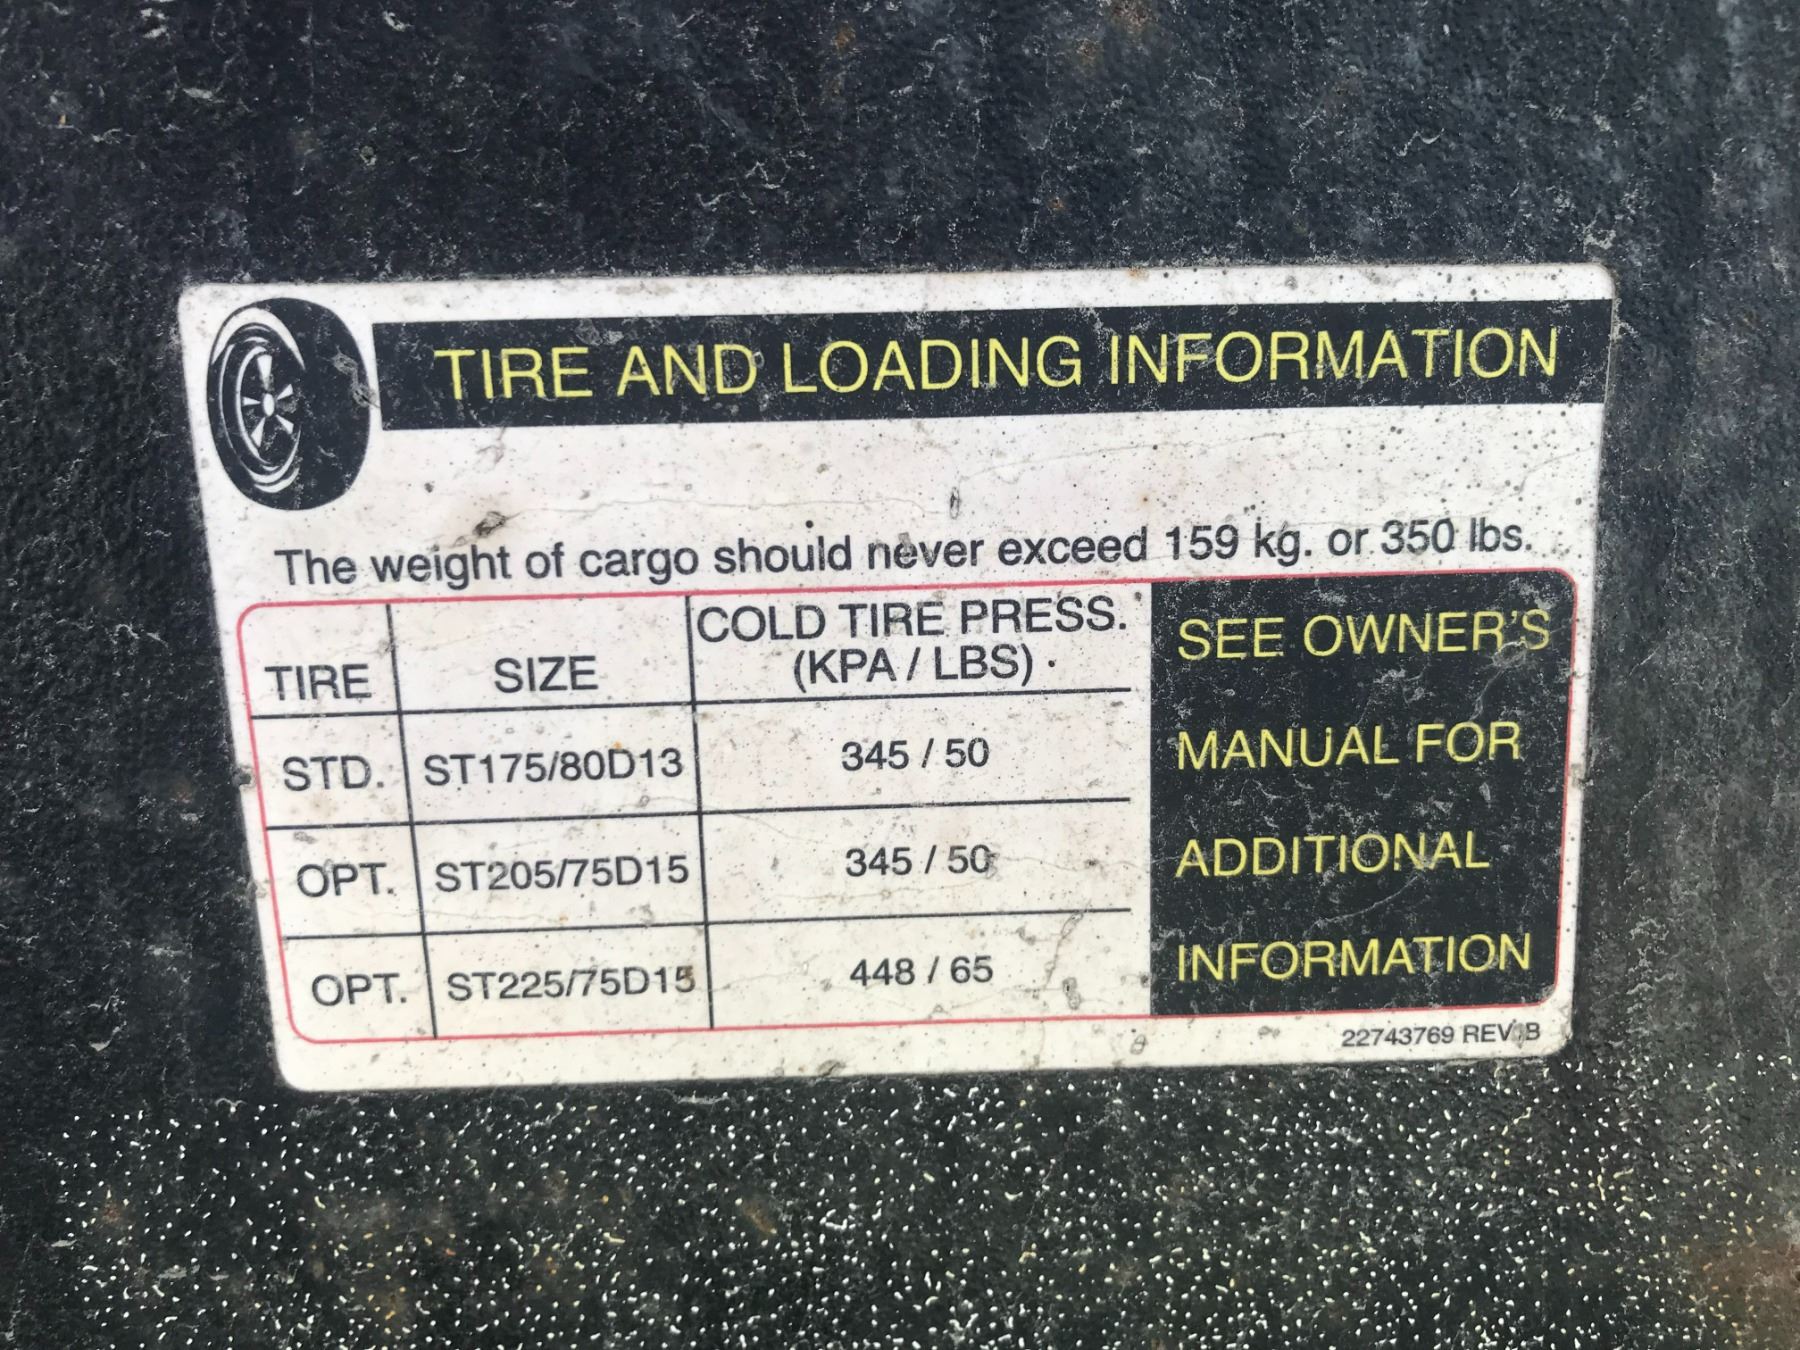 TIRE AND LOADING INFORMATION
The weight of cargo should never exceed 159 kg. or 350 lbs.
TIRE SIZE COLD TIRE PRESS. (KPA / LBS)
STD. ST175/80D13 345 / 50
OPT. ST205/75D15 345 / 50
OPT. ST225/75D15 448 / 65
SEE OWNER'S
MANUAL FOR
ADDITIONAL
INFORMATION
22743769 REV. B